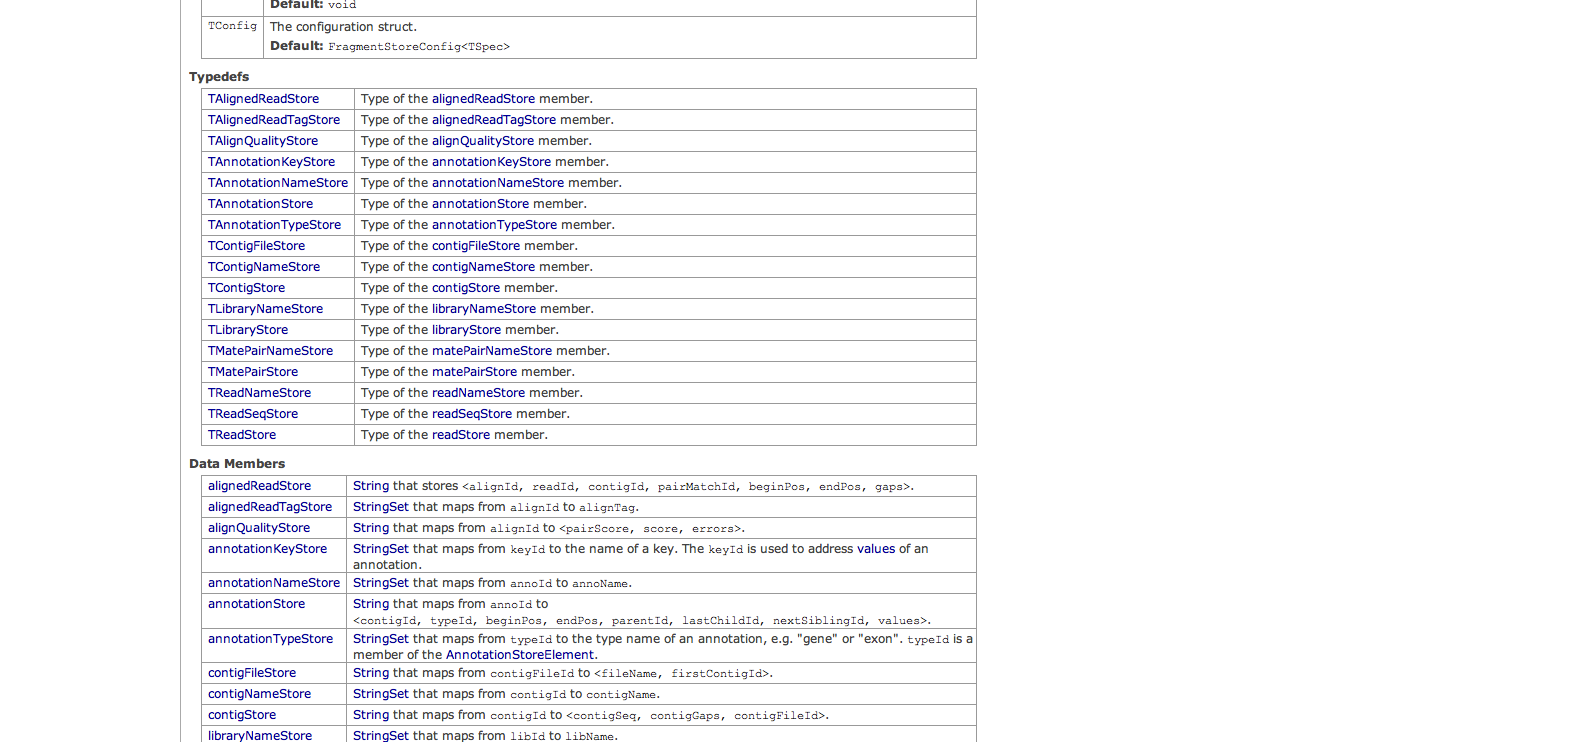 Default: void
TConfig The configuration struct.
Default: FragmentStoreConfig<TSpec>
Typedefs
TAlignedReadStore Type of the alignedReadStore member.
TAlignedReadTagStore Type of the alignedReadTagStore member.
TAlignQualityStore Type of the alignQualityStore member.
TAnnotationKeyStore Type of the annotationKeyStore member.
TAnnotationNameStore Type of the annotationNameStore member.
TAnnotationStore Type of the annotationStore member.
TAnnotationTypeStore Type of the annotationTypeStore member.
TContigFileStore Type of the contigFileStore member.
TContigNameStore Type of the contigNameStore member.
TContigStore Type of the contigStore member.
TLibraryNameStore Type of the libraryNameStore member.
TLibraryStore Type of the libraryStore member.
TMatePairNameStore Type of the matePairNameStore member.
TMatePairStore Type of the matePairStore member.
TReadNameStore Type of the readNameStore member.
TReadSeqStore Type of the readSeqStore member.
TReadStore Type of the readStore member.
Data Members
alignedReadStore String that stores <alignId, readId, contigId, pairMatchId, beginPos, endPos, gaps>.
alignedReadTagStore StringSet that maps from alignId to alignTag.
alignQualityStore String that maps from alignId to <pairScore, score, errors>.
annotationKeyStore StringSet that maps from keyId to the name of a key. The keyId is used to address values of an
annotation.
annotationNameStore StringSet that maps from annoId to annoName.
annotationStore String that maps from annoId to
<contigId, typeId, beginPos, endPos, parentId, lastChildId, nextSiblingId, values>.
annotationTypeStore StringSet that maps from typeId to the type name of an annotation, e.g. "gene" or "exon". typeId is a
member of the AnnotationStoreElement.
contigFileStore String that maps from contigFileId to <fileName, firstContigId>.
contigNameStore StringSet that maps from contigId to contigName.
contigStore String that maps from contigId to <contigSeq, contigGaps, contigFileId>.
libraryNameStore StringSet that maps from libId to libName.